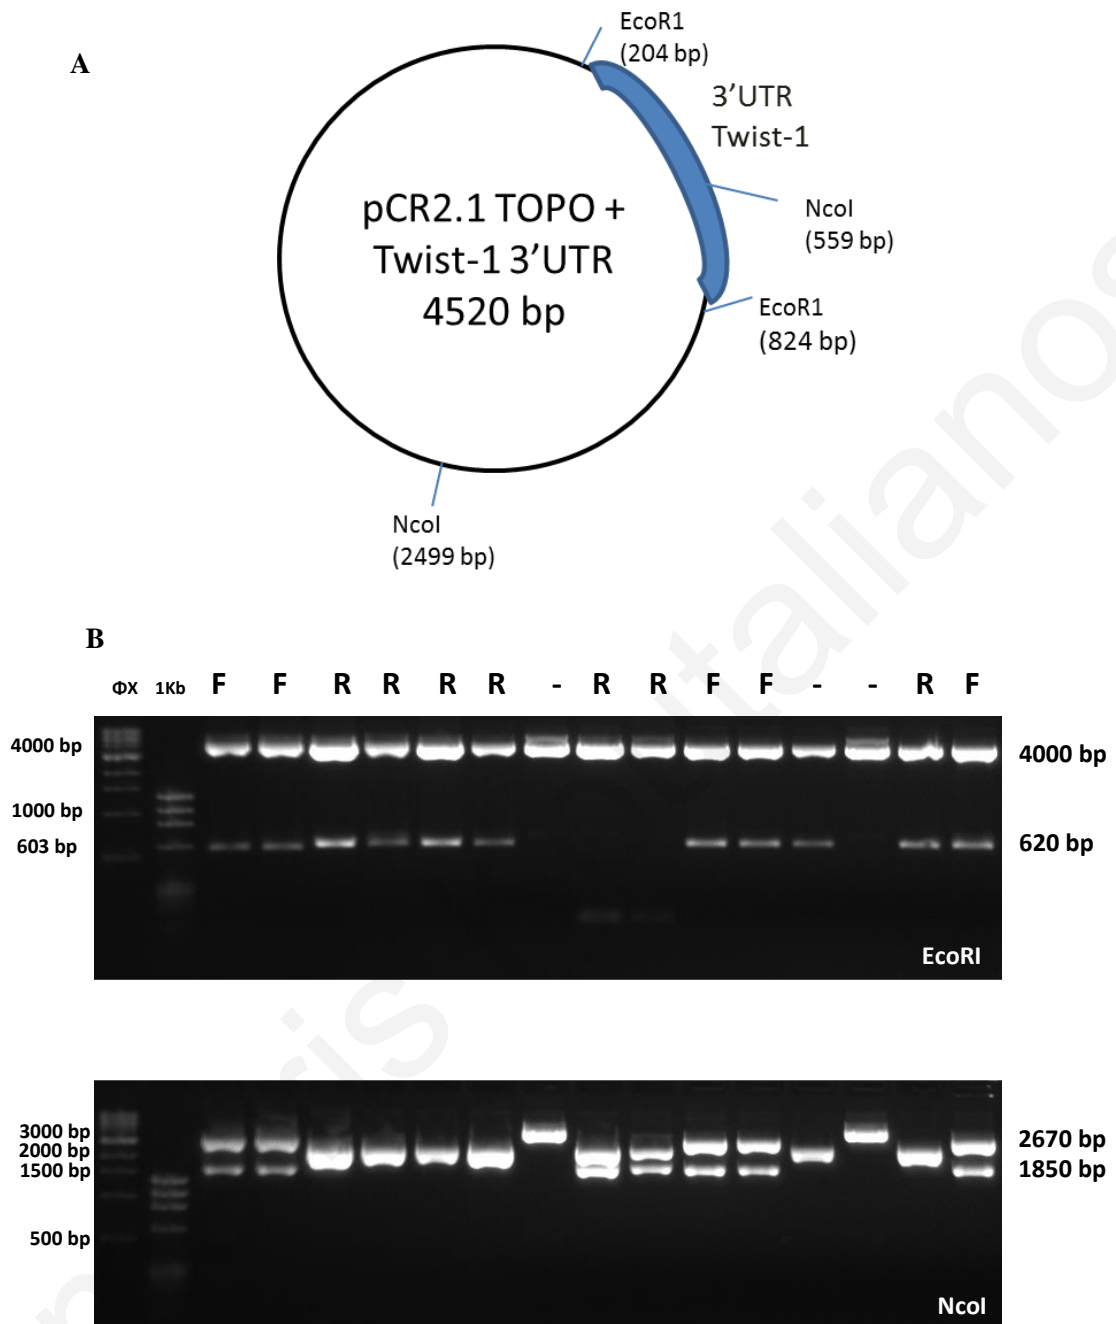 A
EcoR1
(204 bp)
3'UTR
Twist-1
pCR2.1 TOPO +
Twist-1 3'UTR
4520 bp
NcoI
(559 bp)
EcoR1
(824 bp)
NcoI
(2499 bp)
B
ΦX 1Kb F F R R R R - R R F F - - R F
4000 bp
1000 bp
603 bp
4000 bp
620 bp
EcoRI
3000 bp
2000 bp
1500 bp
500 bp
2670 bp
1850 bp
NcoI